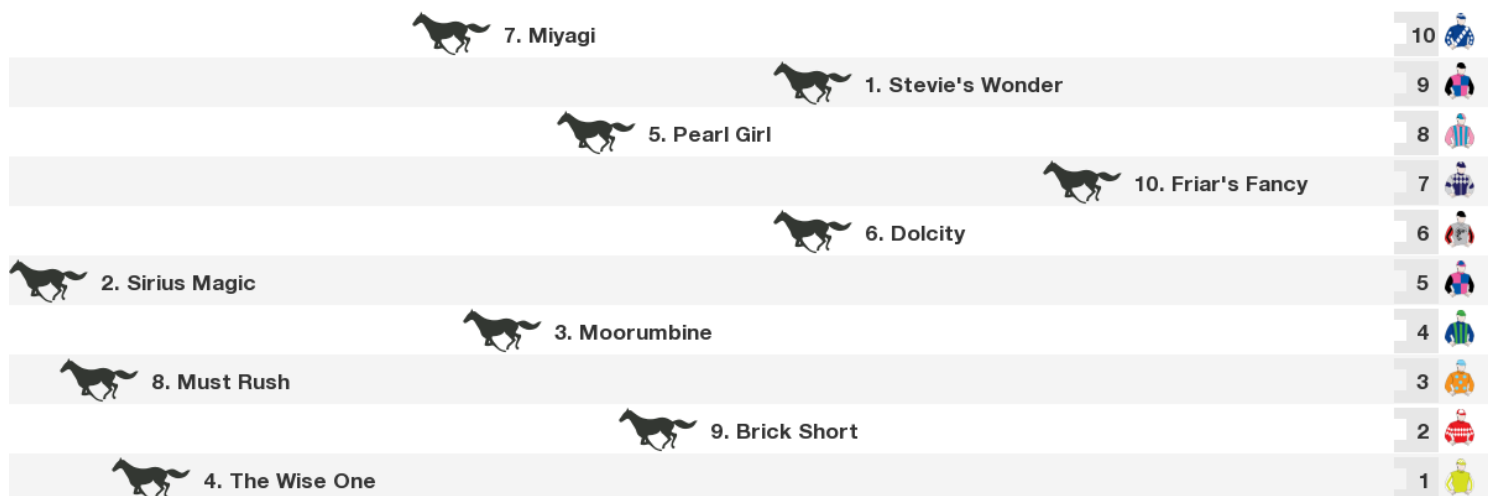 7. Miyagi 10
1. Stevie's Wonder 9
5. Pearl Girl 8
10. Friar's Fancy 7
6. Dolcity 6
2. Sirius Magic 5
3. Moorumbine 4
8. Must Rush 3
9. Brick Short 2
4. The Wise One 1